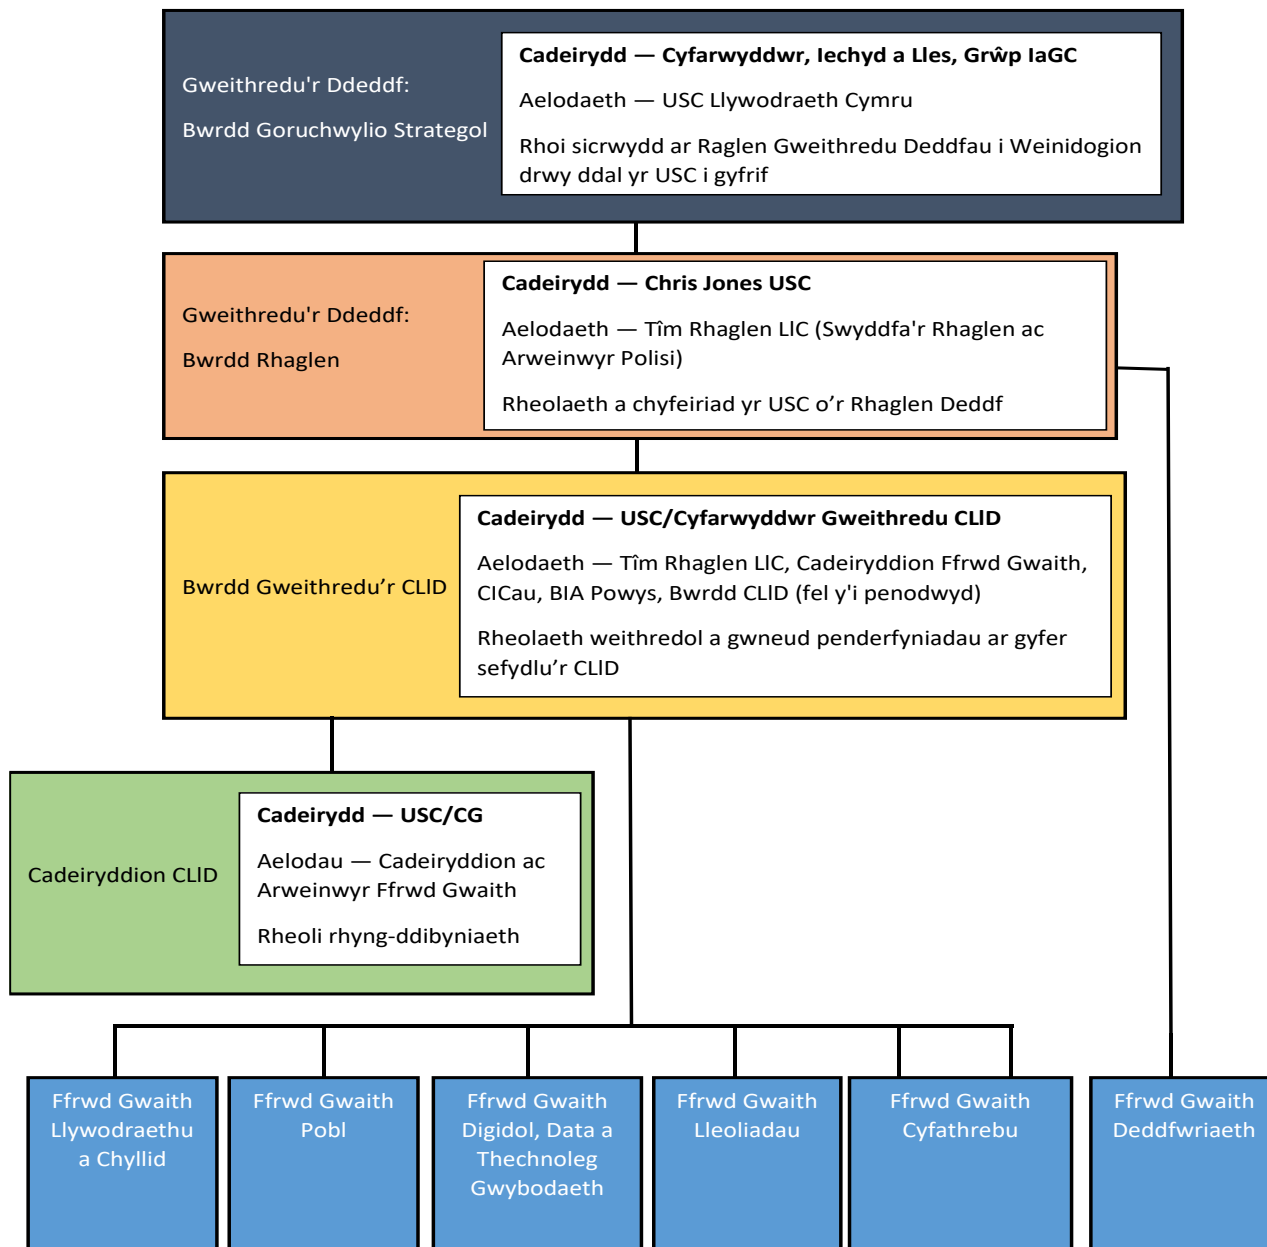 Gweithredu'r Ddeddf:
Bwrdd Goruchwylio Strategol
Cadeirydd — Cyfarwyddwr, Iechyd a Lles, Grŵp IaGC
Aelodaeth — USC Llywodraeth Cymru
Rhoi sicrwydd ar Raglen Gweithredu Deddfau i Weinidogion
drwy ddal yr USC i gyfrif
Gweithredu'r Ddeddf:
Bwrdd Rhaglen
Cadeirydd — Chris Jones USC
Aelodaeth — Tîm Rhaglen LlC (Swyddfa'r Rhaglen ac
Arweinwyr Polisi)
Rheolaeth a chyfeiriad yr USC o’r Rhaglen Deddf
Bwrdd Gweithredu’r CLlD
Cadeirydd — USC/Cyfarwyddwr Gweithredu CLlD
Aelodaeth — Tîm Rhaglen LlC, Cadeiryddion Ffrwd Gwaith,
CICau, BIA Powys, Bwrdd CLlD (fel y'i penodwyd)
Rheolaeth weithredol a gwneud penderfyniadau ar gyfer
sefydlu’r CLlD
Cadeiryddion CLlD
Cadeirydd — USC/CG
Aelodau — Cadeiryddion ac
Arweinwyr Ffrwd Gwaith
Rheoli rhyng-ddibyniaeth
Ffrwd Gwaith
Llywodraethu
a Chyllid
Ffrwd Gwaith
Pobl
Ffrwd Gwaith
Digidol, Data a
Thechnoleg
Gwybodaeth
Ffrwd Gwaith
Lleoliadau
Ffrwd Gwaith
Cyfathrebu
Ffrwd Gwaith
Deddfwriaeth